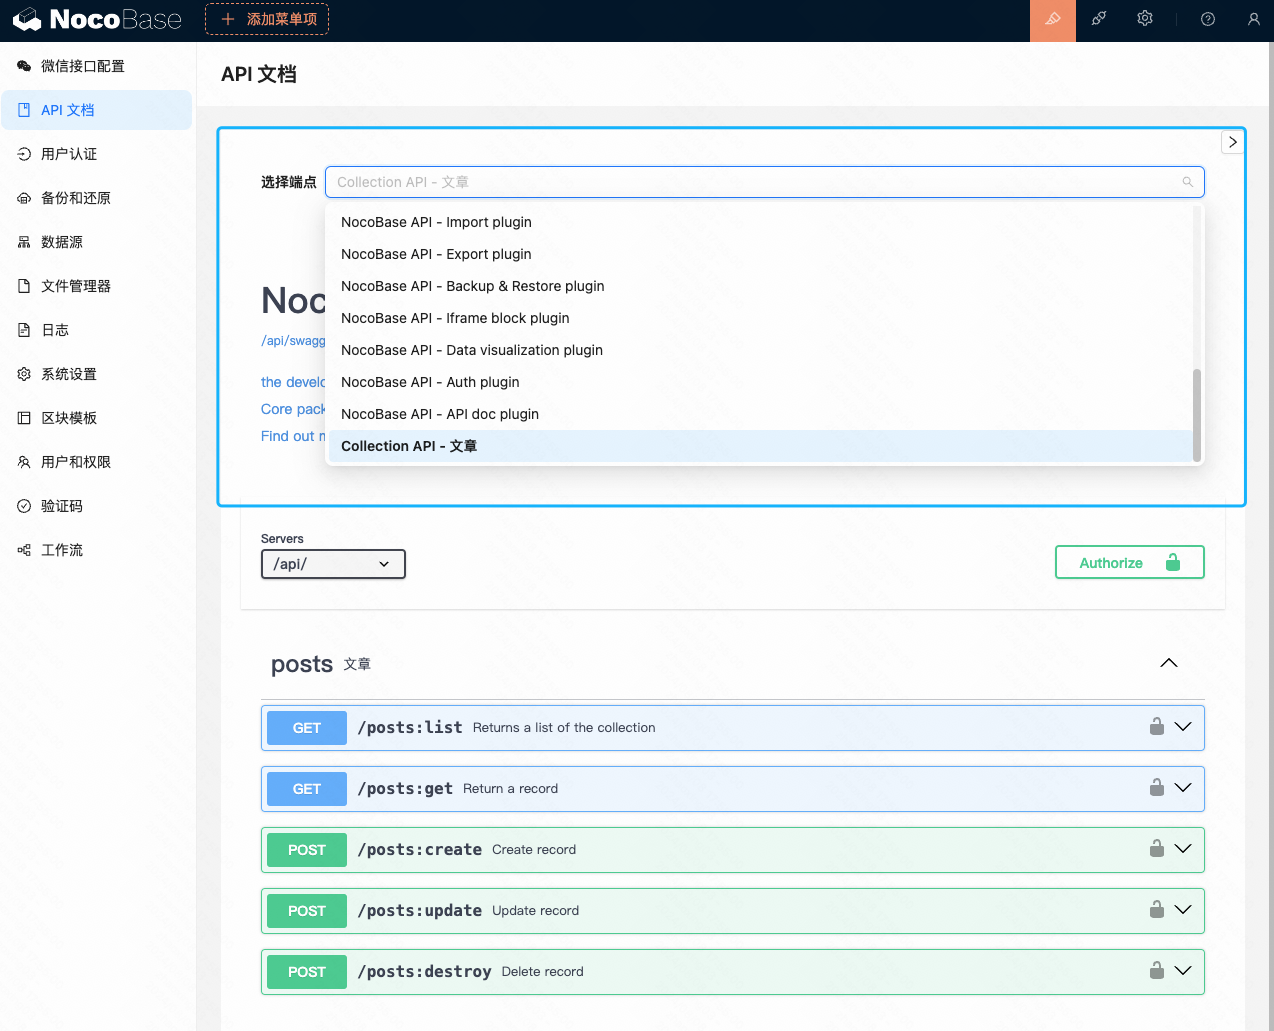 NocoBase
添加菜单项
微信接口配置
API 文档
用户认证
备份和还原
数据源
文件管理器
日志
系统设置
区块模板
用户和权限
验证码
工作流
API 文档
选择端点
Collection API - 文章
NocoBase API - Import plugin
NocoBase API - Export plugin
NocoBase API - Backup & Restore plugin
NocoBase API - Iframe block plugin
NocoBase API - Data visualization plugin
NocoBase API - Auth plugin
NocoBase API - API doc plugin
Collection API - 文章
Noc
/api/swagg
the develo
Core pack
Find out
Servers
/api/
Authorize
posts 文章
GET /posts:list Returns a list of the collection
GET /posts:get Return a record
POST /posts:create Create record
POST /posts:update Update record
POST /posts:destroy Delete record